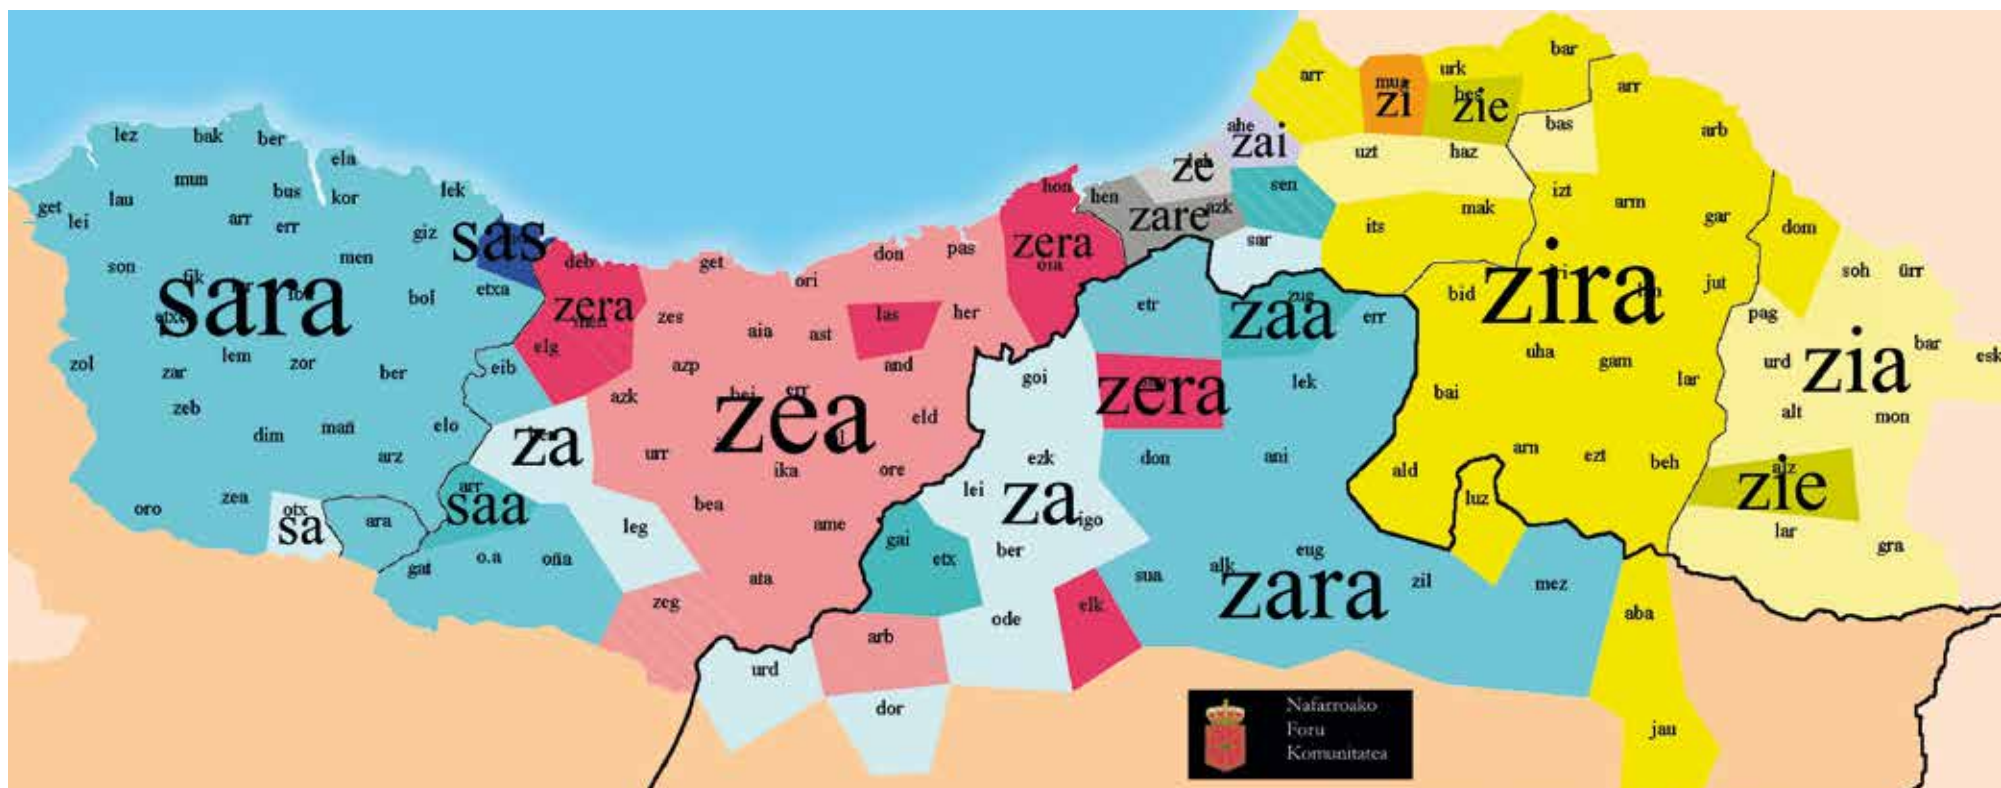 bar
arr
mug
urk
zi
zie
arr
lez
bak
ber
ahe
zai
bas
arb
ela
uzt
haz
mun
ze
sen
izt
bus
kor
lek
hon
hen
get
lau
lei
arr
err
giz
zare
azk
mak
arm
gar
its
dom
sas
men
zera
sar
son
deb
get
ori
don
pas
soh
ürr
sara
bol
etxa
zera
zes
las
her
etr
zaa
zug
err
bid
zira
jut
pag
aia
ast
elg
zol
zar
lem
zor
ber
eib
azp
and
goi
zera
lek
uha
gam
lar
urd
zia
bar
esk
zeb
azk
zea
err
eld
bai
alt
mon
dim
mañ
elo
arz
za
urr
ika
ore
ezk
don
ani
ald
arn
ezt
beh
oro
zea
otx
sa
ara
arr
saa
bea
ame
leg
lei
za
igo
luz
zie
alz
lar
gra
gat
o.a
oña
gai
etx
ber
ata
sua
alk
eug
zara
zil
mez
zeg
arb
ode
elk
aba
urd
dor
jau
Nafarroako
Foru
Komunitatea